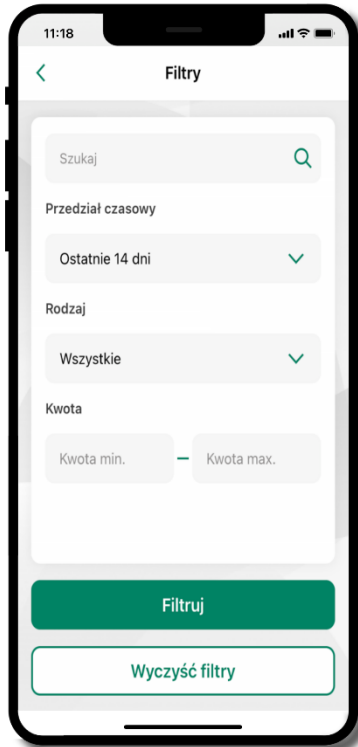 11:18
Filtry
Szukaj
Przedział czasowy
Ostatnie 14 dni
Rodzaj
Wszystkie
Kwota
Kwota min. – Kwota max.
Filtruj
Wyczyść filtry